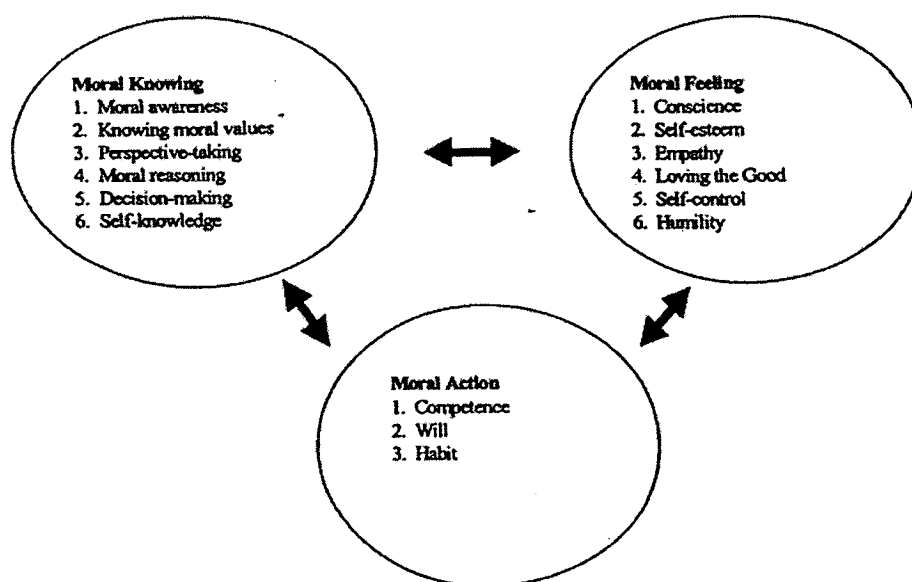 Moral Knowing
1. Moral awareness
2. Knowing moral values
3. Perspective-taking
4. Moral reasoning
5. Decision-making
6. Self-knowledge
Moral Feeling
1. Conscience
2. Self-esteem
3. Empathy
4. Loving the Good
5. Self-control
6. Humility
Moral Action
1. Competence
2. Will
3. Habit